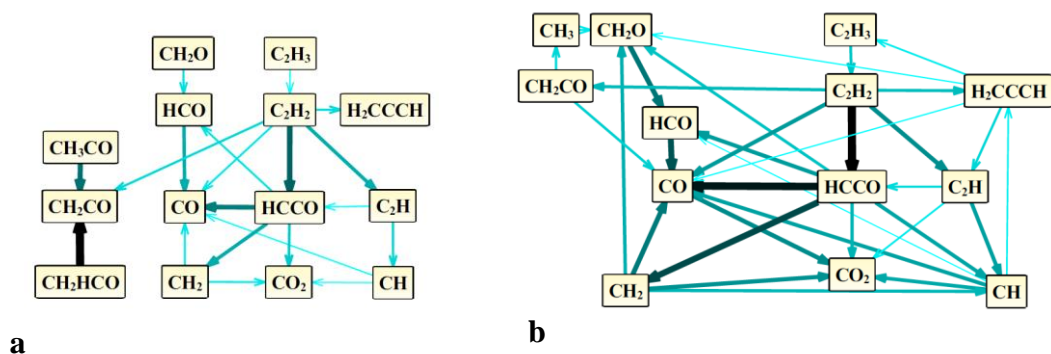 CH₂O
C₂H₃
HCO
C₂H₂
H₂CCCH
CH₃CO
CH₂CO
CO
HCCO
C₂H
CH₂HCO
CH₂
CO₂
CH
a
CH₃
CH₂O
C₂H₃
CH₂CO
C₂H₂
H₂CCCH
HCO
CO
HCCO
C₂H
CH₂
CO₂
CH
b